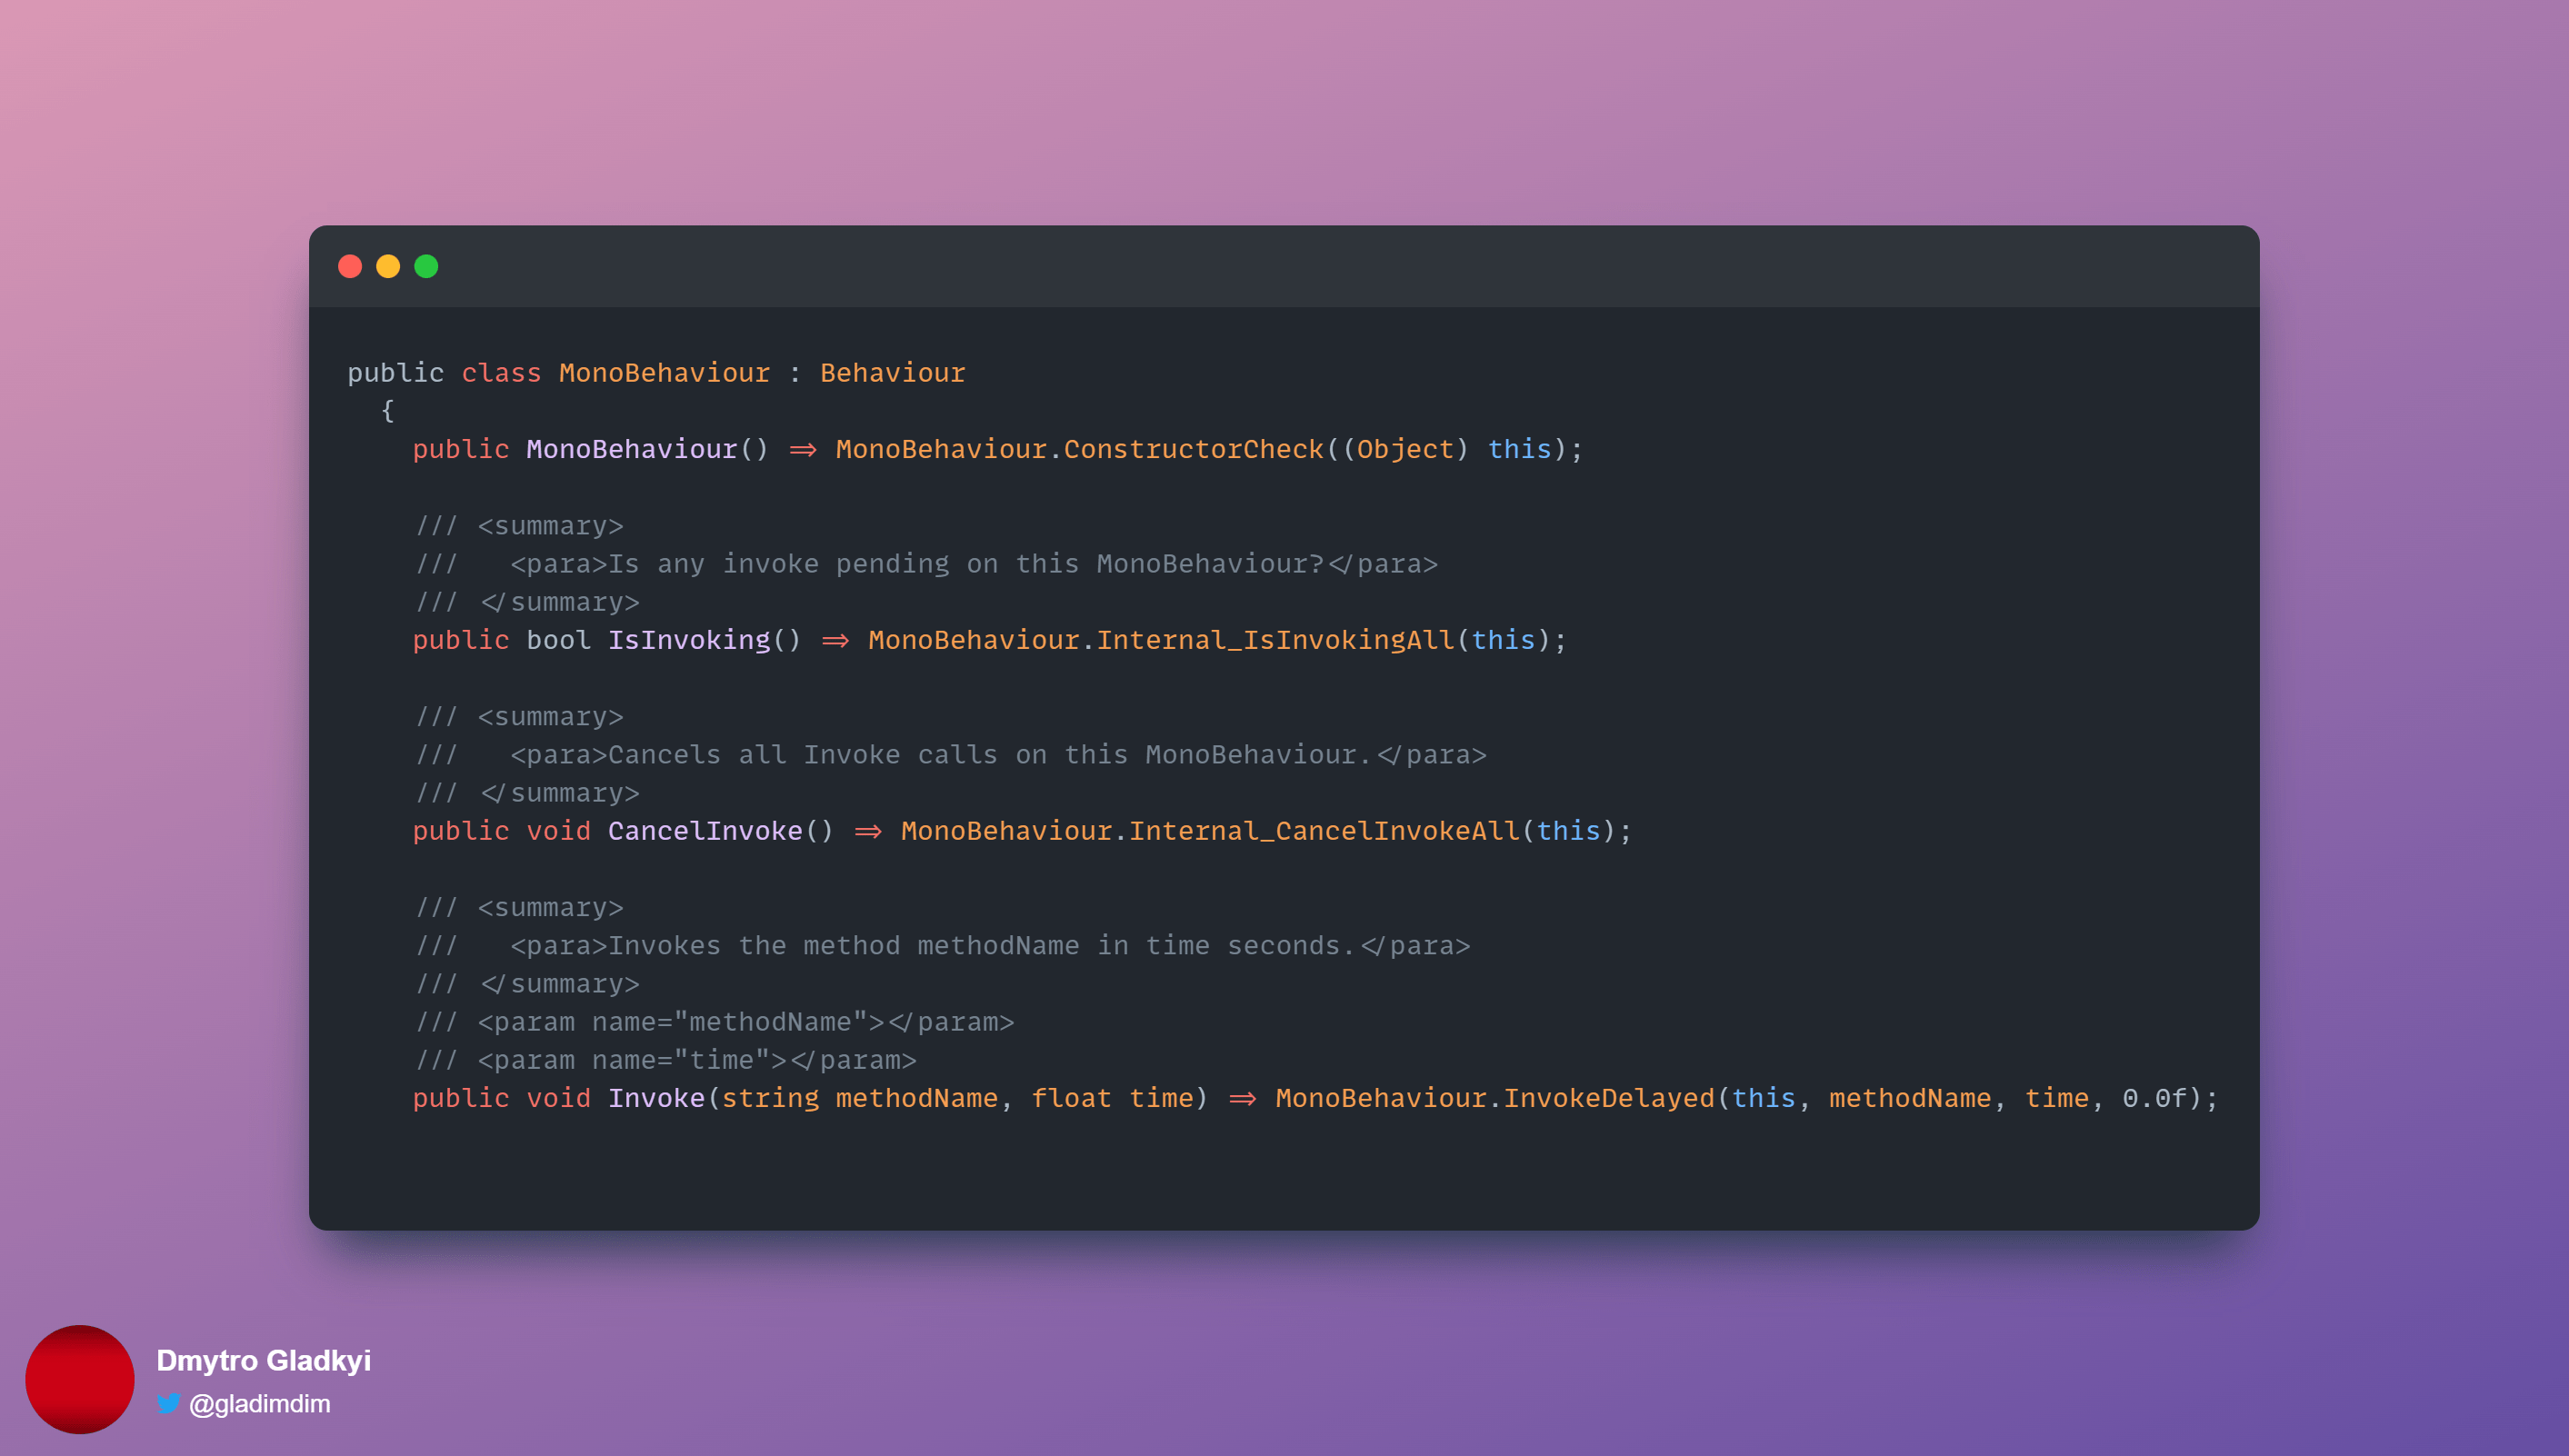 public class MonoBehaviour : Behaviour
  {
    public MonoBehaviour() => MonoBehaviour.ConstructorCheck((Object) this);

    /// <summary>
    ///   <para>Is any invoke pending on this MonoBehaviour?</para>
    /// </summary>
    public bool IsInvoking() => MonoBehaviour.Internal_IsInvokingAll(this);

    /// <summary>
    ///   <para>Cancels all Invoke calls on this MonoBehaviour.</para>
    /// </summary>
    public void CancelInvoke() => MonoBehaviour.Internal_CancelInvokeAll(this);

    /// <summary>
    ///   <para>Invokes the method methodName in time seconds.</para>
    /// </summary>
    /// <param name="methodName"></param>
    /// <param name="time"></param>
    public void Invoke(string methodName, float time) => MonoBehaviour.InvokeDelayed(this, methodName, time, 0.0f);
Dmytro Gladkyi
@gladimdim